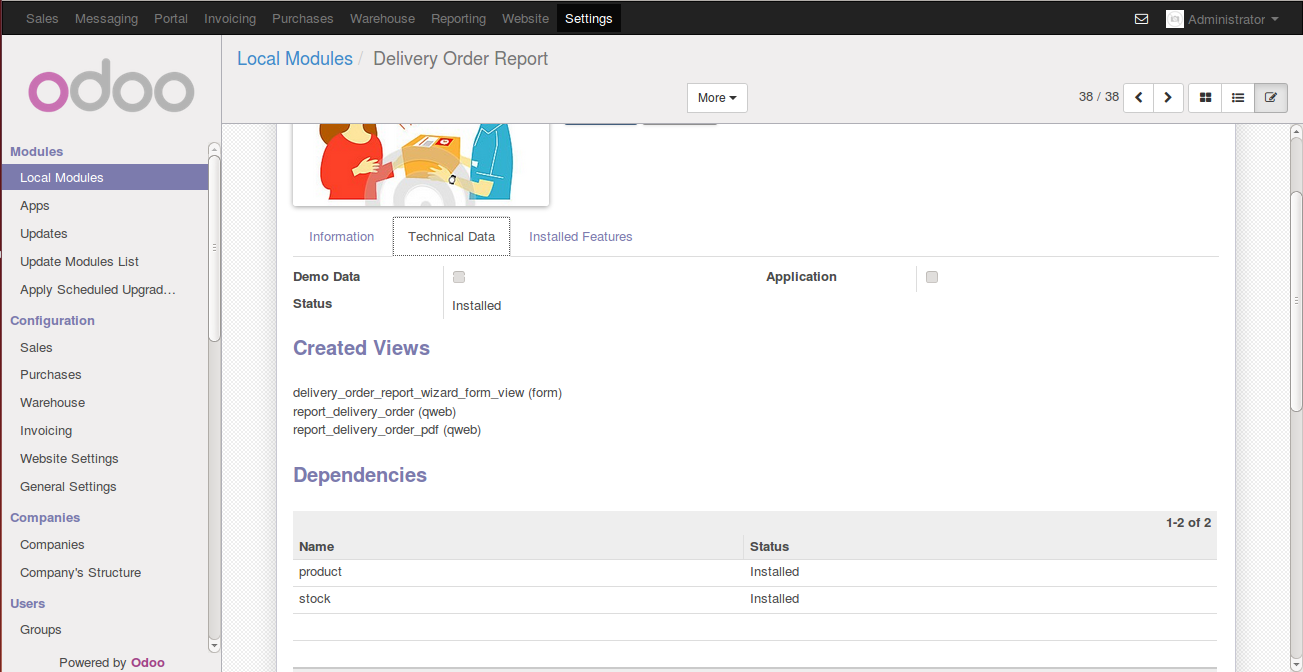 Sales Messaging Portal Invoicing Purchases Warehouse Reporting Website Settings Administrator
odoo
Local Modules / Delivery Order Report
More
38 / 38
Modules
Local Modules
Apps
Updates
Update Modules List
Apply Scheduled Upgrad...
Configuration
Sales
Purchases
Warehouse
Invoicing
Website Settings
General Settings
Companies
Companies
Company's Structure
Users
Groups
Powered by Odoo
Information Technical Data Installed Features
Demo Data Application
Status Installed
Created Views
delivery_order_report_wizard_form_view (form)
report_delivery_order (qweb)
report_delivery_order_pdf (qweb)
Dependencies
1-2 of 2
Name Status
product Installed
stock Installed